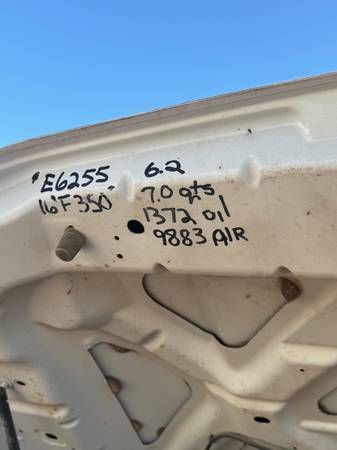 "E6255"
16 F350
6.2
7.0 qts
1372 oil
9883 AIR